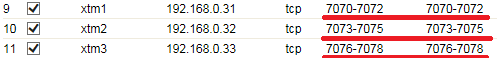 9 xtm1 192.168.0.31 tcp 7070-7072 7070-7072
10 xtm2 192.168.0.32 tcp 7073-7075 7073-7075
11 xtm3 192.168.0.33 tcp 7076-7078 7076-7078